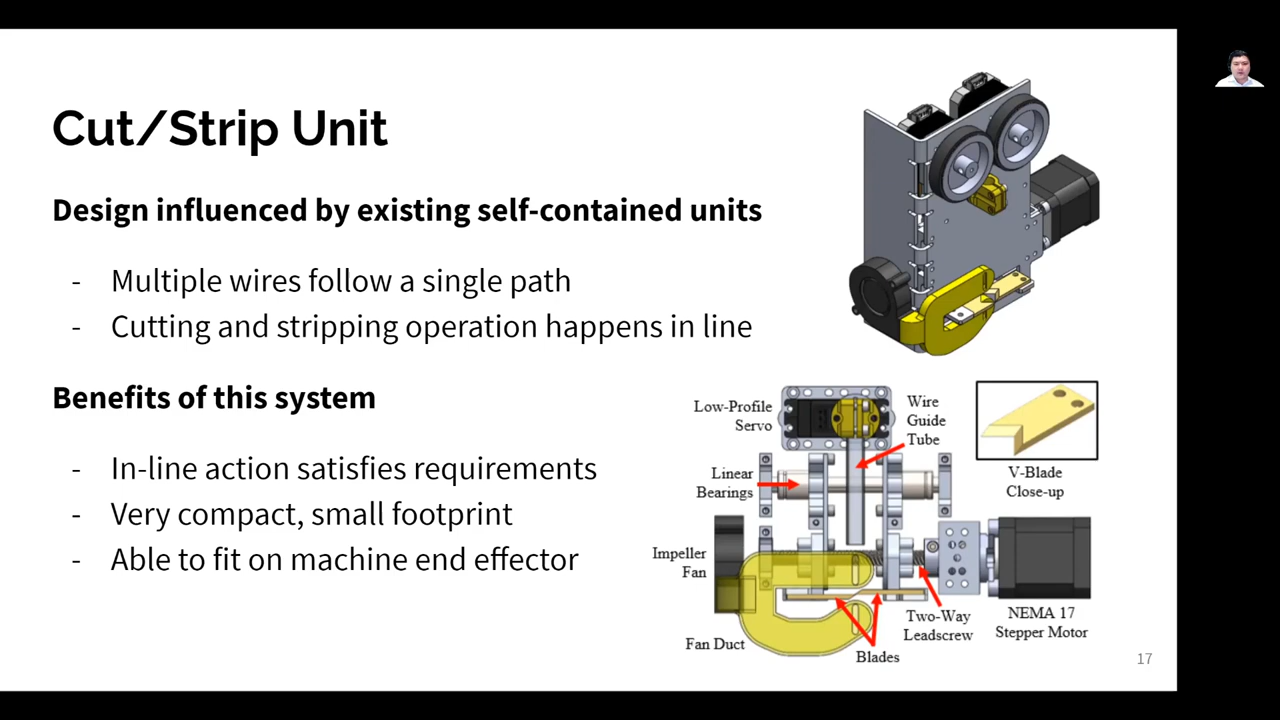 Cut/Strip Unit
Design influenced by existing self-contained units
- Multiple wires follow a single path
- Cutting and stripping operation happens in line
Benefits of this system
- In-line action satisfies requirements
- Very compact, small footprint
- Able to fit on machine end effector
Low-Profile
Servo
Wire
Guide
Tube
Linear
Bearings
V-Blade
Close-up
Impeller
Fan
Fan Duct
Blades
Two-Way
Leadscrew
NEMA 17
Stepper Motor
17